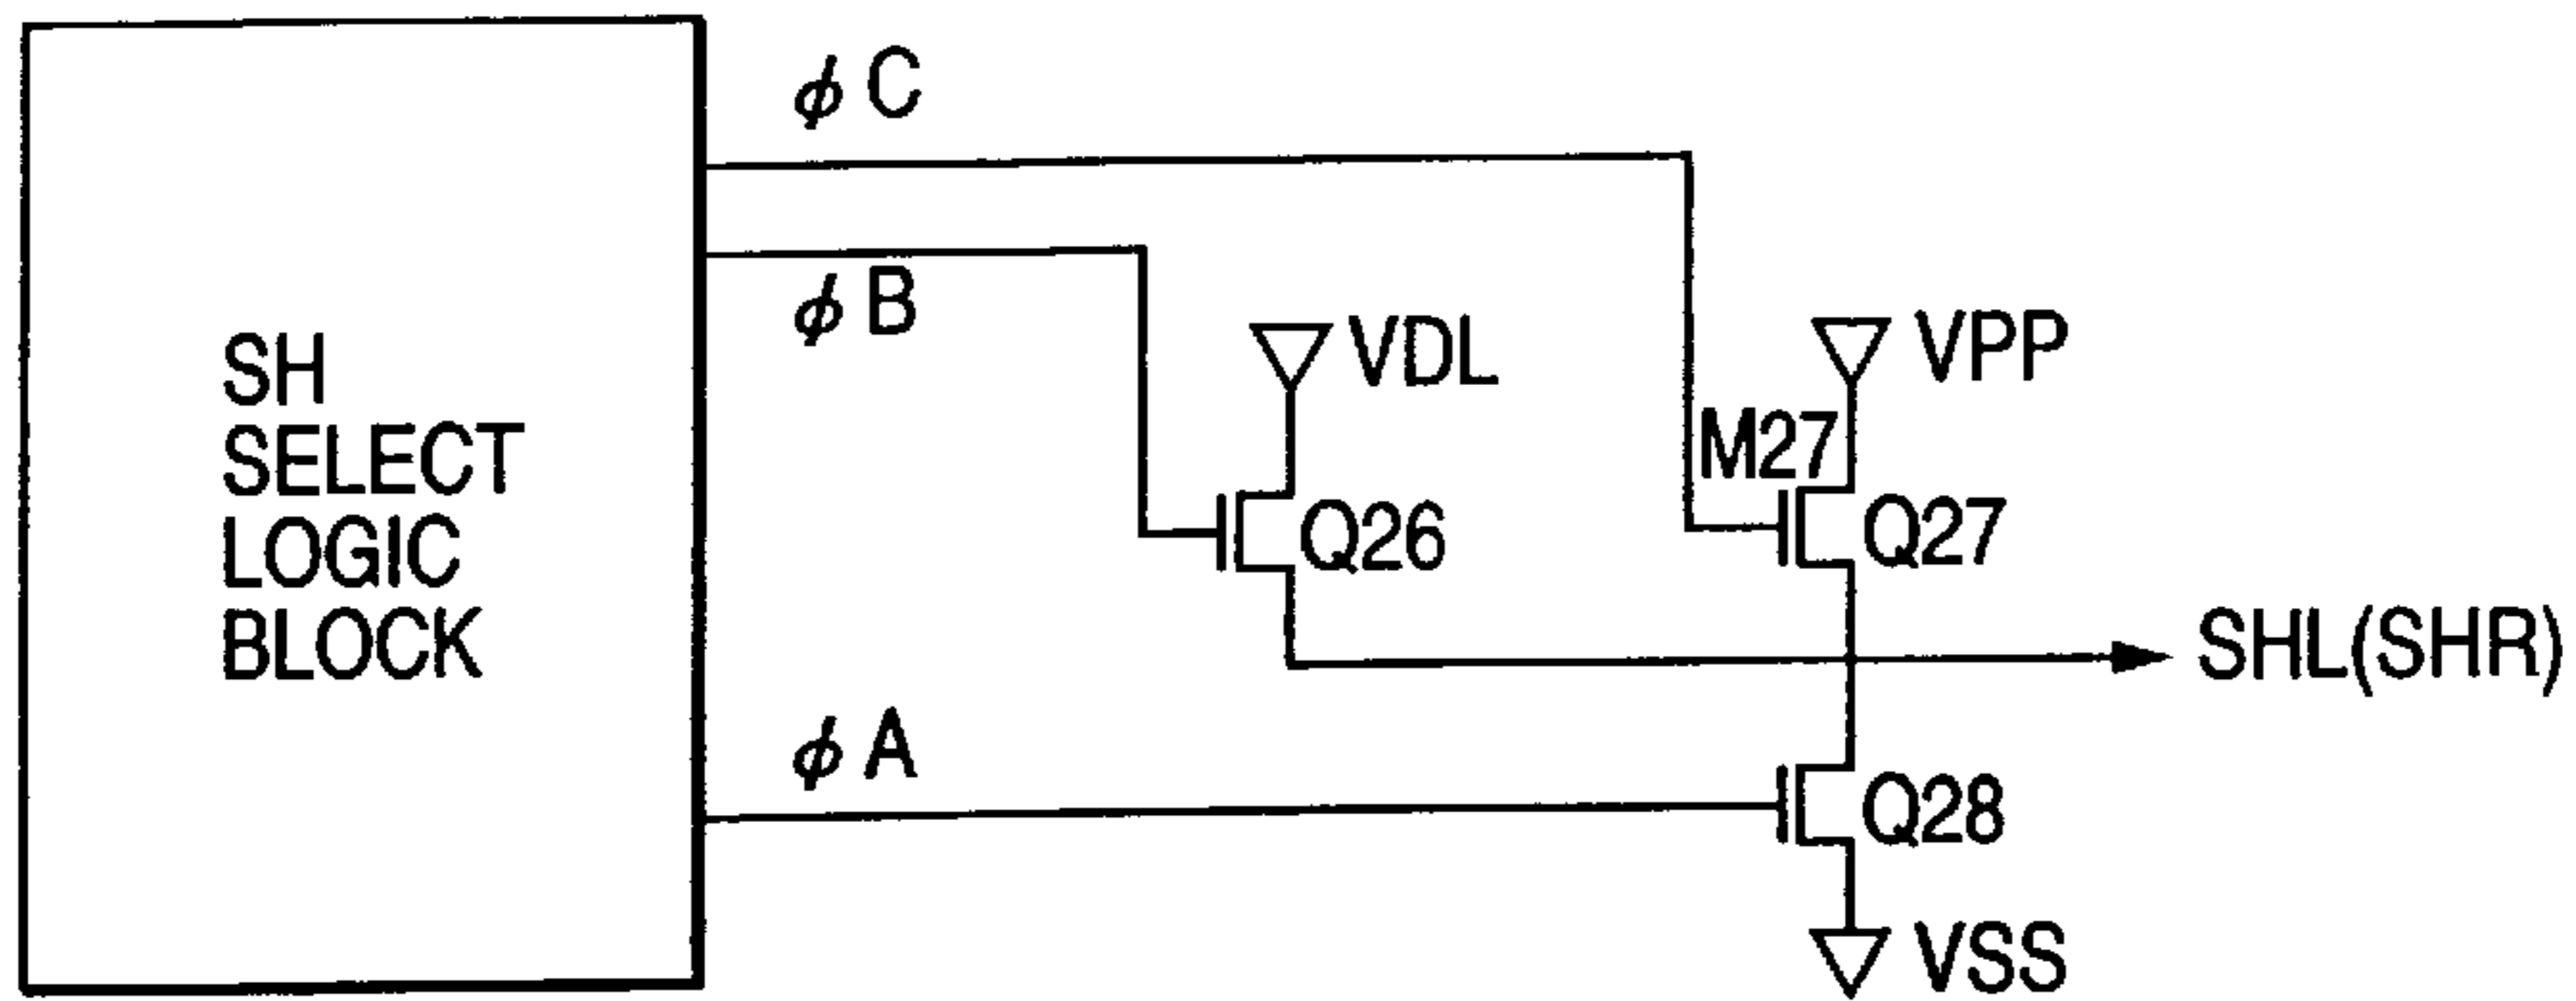 φC
φB
VDL
VPP
M27
SH
SELECT
LOGIC
BLOCK
Q26
Q27
SHL(SHR)
φA
Q28
VSS